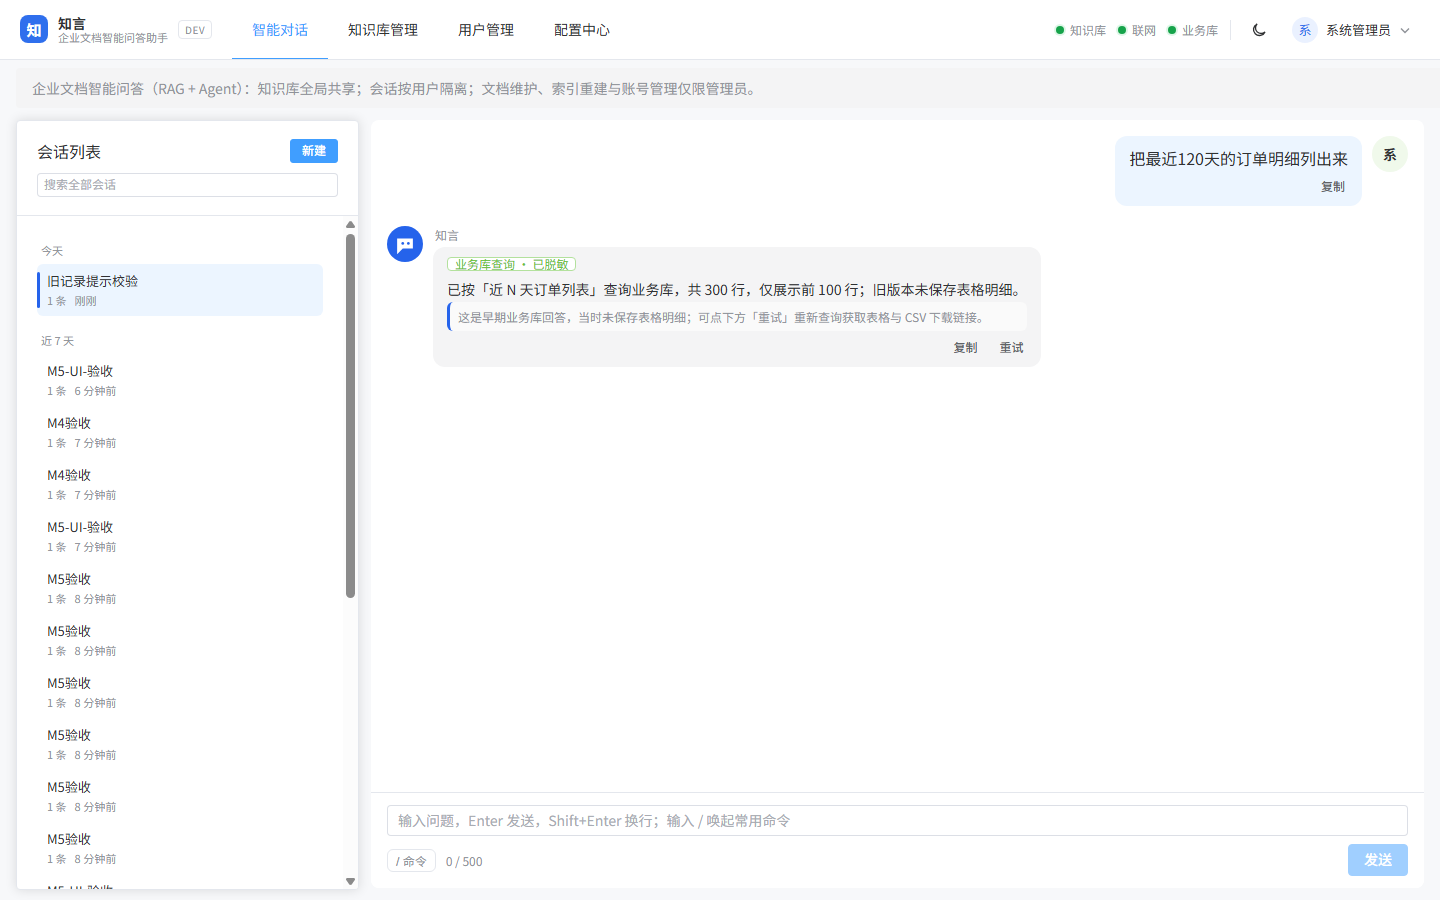 知
知言
企业文档智能问答助手
DEV
智能对话
知识库管理
用户管理
配置中心
知识库
联网
业务库
系
系统管理员
企业文档智能问答（RAG + Agent）：知识库全局共享；会话按用户隔离；文档维护、索引重建与账号管理仅限管理员。
会话列表
新建
搜索全部会话
今天
旧记录提示校验
1 条 刚刚
近 7 天
M5-UI-验收
1 条 6 分钟前
M4验收
1 条 7 分钟前
M4验收
1 条 7 分钟前
M5-UI-验收
1 条 7 分钟前
M5验收
1 条 8 分钟前
M5验收
1 条 8 分钟前
M5验收
1 条 8 分钟前
M5验收
1 条 8 分钟前
M5验收
1 条 8 分钟前
M5验收
1 条 8 分钟前
M5-UI-验收
把最近120天的订单明细列出来
复制
系
知言
业务库查询 · 已脱敏
已按「近 N 天订单列表」查询业务库，共 300 行，仅展示前 100 行；旧版本未保存表格明细。
这是早期业务库回答，当时未保存表格明细；可点下方「重试」重新查询获取表格与 CSV 下载链接。
复制
重试
输入问题，Enter 发送，Shift+Enter 换行；输入 / 唤起常用命令
/ 命令
0 / 500
发送